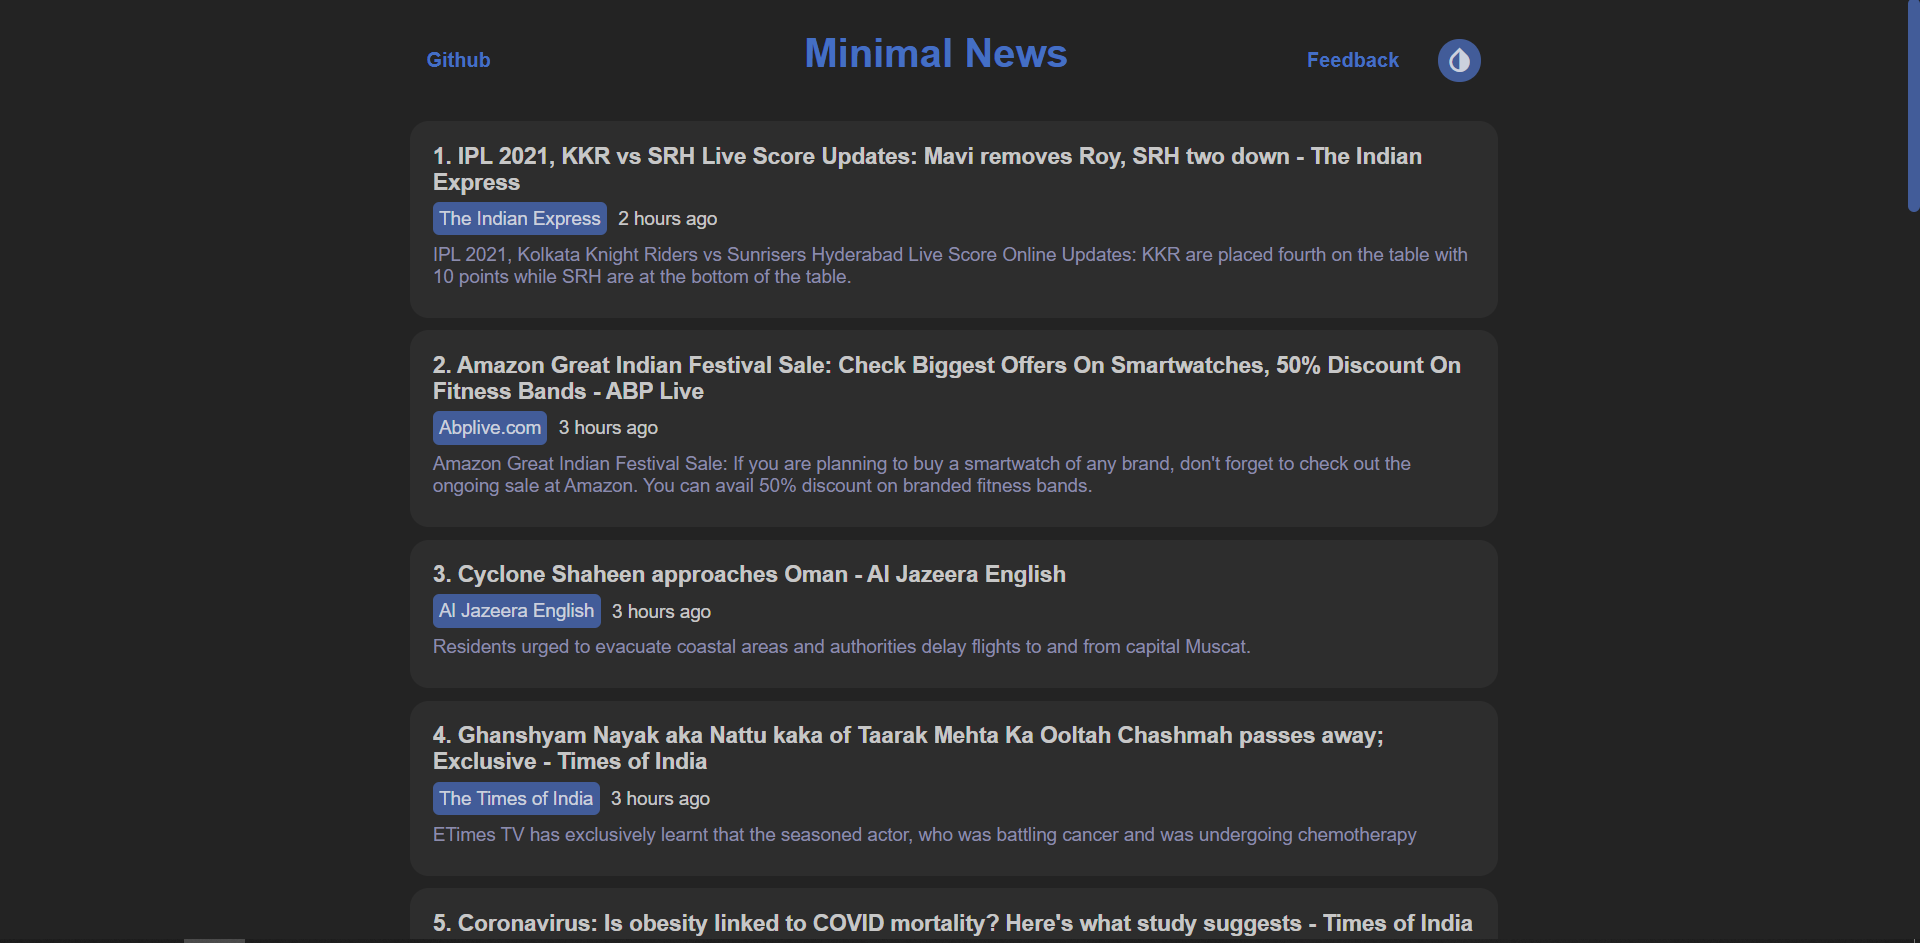 Github
Minimal News
Feedback
1. IPL 2021, KKR vs SRH Live Score Updates: Mavi removes Roy, SRH two down - The Indian
Express
The Indian Express 2 hours ago
IPL 2021, Kolkata Knight Riders vs Sunrisers Hyderabad Live Score Online Updates: KKR are placed fourth on the table with
10 points while SRH are at the bottom of the table.
2. Amazon Great Indian Festival Sale: Check Biggest Offers On Smartwatches, 50% Discount On
Fitness Bands - ABP Live
Abplive.com 3 hours ago
Amazon Great Indian Festival Sale: If you are planning to buy a smartwatch of any brand, don't forget to check out the
ongoing sale at Amazon. You can avail 50% discount on branded fitness bands.
3. Cyclone Shaheen approaches Oman - Al Jazeera English
Al Jazeera English 3 hours ago
Residents urged to evacuate coastal areas and authorities delay flights to and from capital Muscat.
4. Ghanshyam Nayak aka Nattu kaka of Taarak Mehta Ka Ooltah Chashmah passes away;
Exclusive - Times of India
The Times of India 3 hours ago
ETimes TV has exclusively learnt that the seasoned actor, who was battling cancer and was undergoing chemotherapy
5. Coronavirus: Is obesity linked to COVID mortality? Here's what study suggests - Times of India